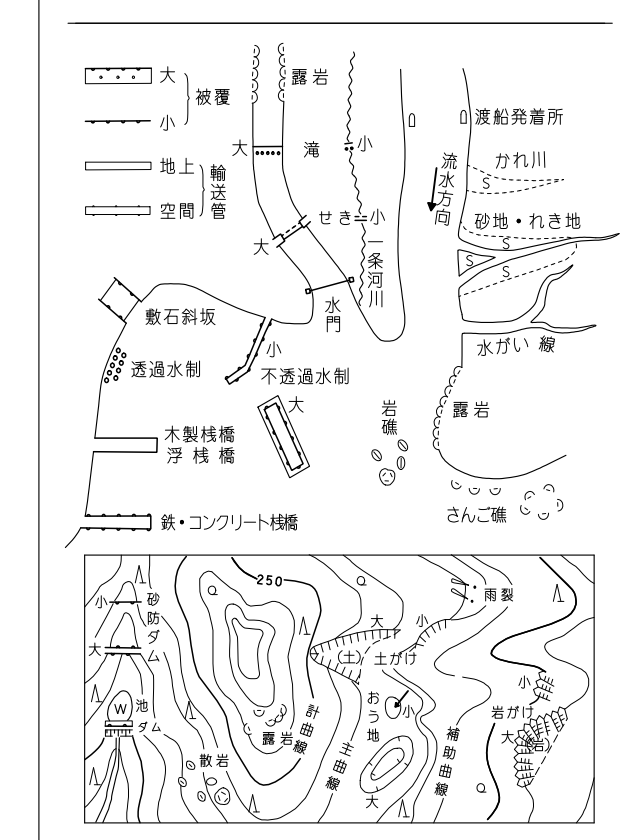 大
小
被覆
地上
空間
輸送管
露岩
大
滝
小
せき
小
大
一条河川
水門
渡船発着所
流水方向
かれ川
S
砂地・れき地
S
S
S
水がい線
敷石斜坂
透過水制
小
不透過水制
大
岩礁
露岩
木製桟橋
浮桟橋
さんご礁
鉄・コンクリート桟橋
250
小
砂防ダム
大
W
池
ダム
散岩
露岩
計曲線
主曲線
大
小
(土)
土がけ
雨裂
おう地
小
大
補助曲線
小
岩がけ
大
(岩)